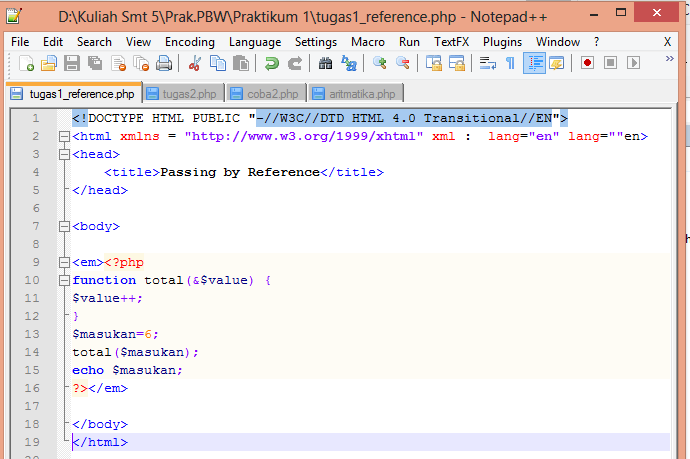 D:\Kuliah Smt 5\Prak.PBW\Praktikum 1\tugas1_reference.php - Notepad++
File Edit Search View Encoding Language Settings Macro Run TextFX Plugins Window ? X
tugas1_reference.php tugas2.php coba2.php aritmatika.php
1 <!DOCTYPE HTML PUBLIC "-//W3C//DTD HTML 4.0 Transitional//EN">
2 <html xmlns = "http://www.w3.org/1999/xhtml" xml :  lang="en" lang=""en>
3 <head>
4     <title>Passing by Reference</title>
5 </head>
6
7 <body>
8
9 <em><?php
10 function total(&$value) {
11 $value++;
12 }
13 $masukan=6;
14 total($masukan);
15 echo $masukan;
16 ?></em>
17
18 </body>
19 </html>